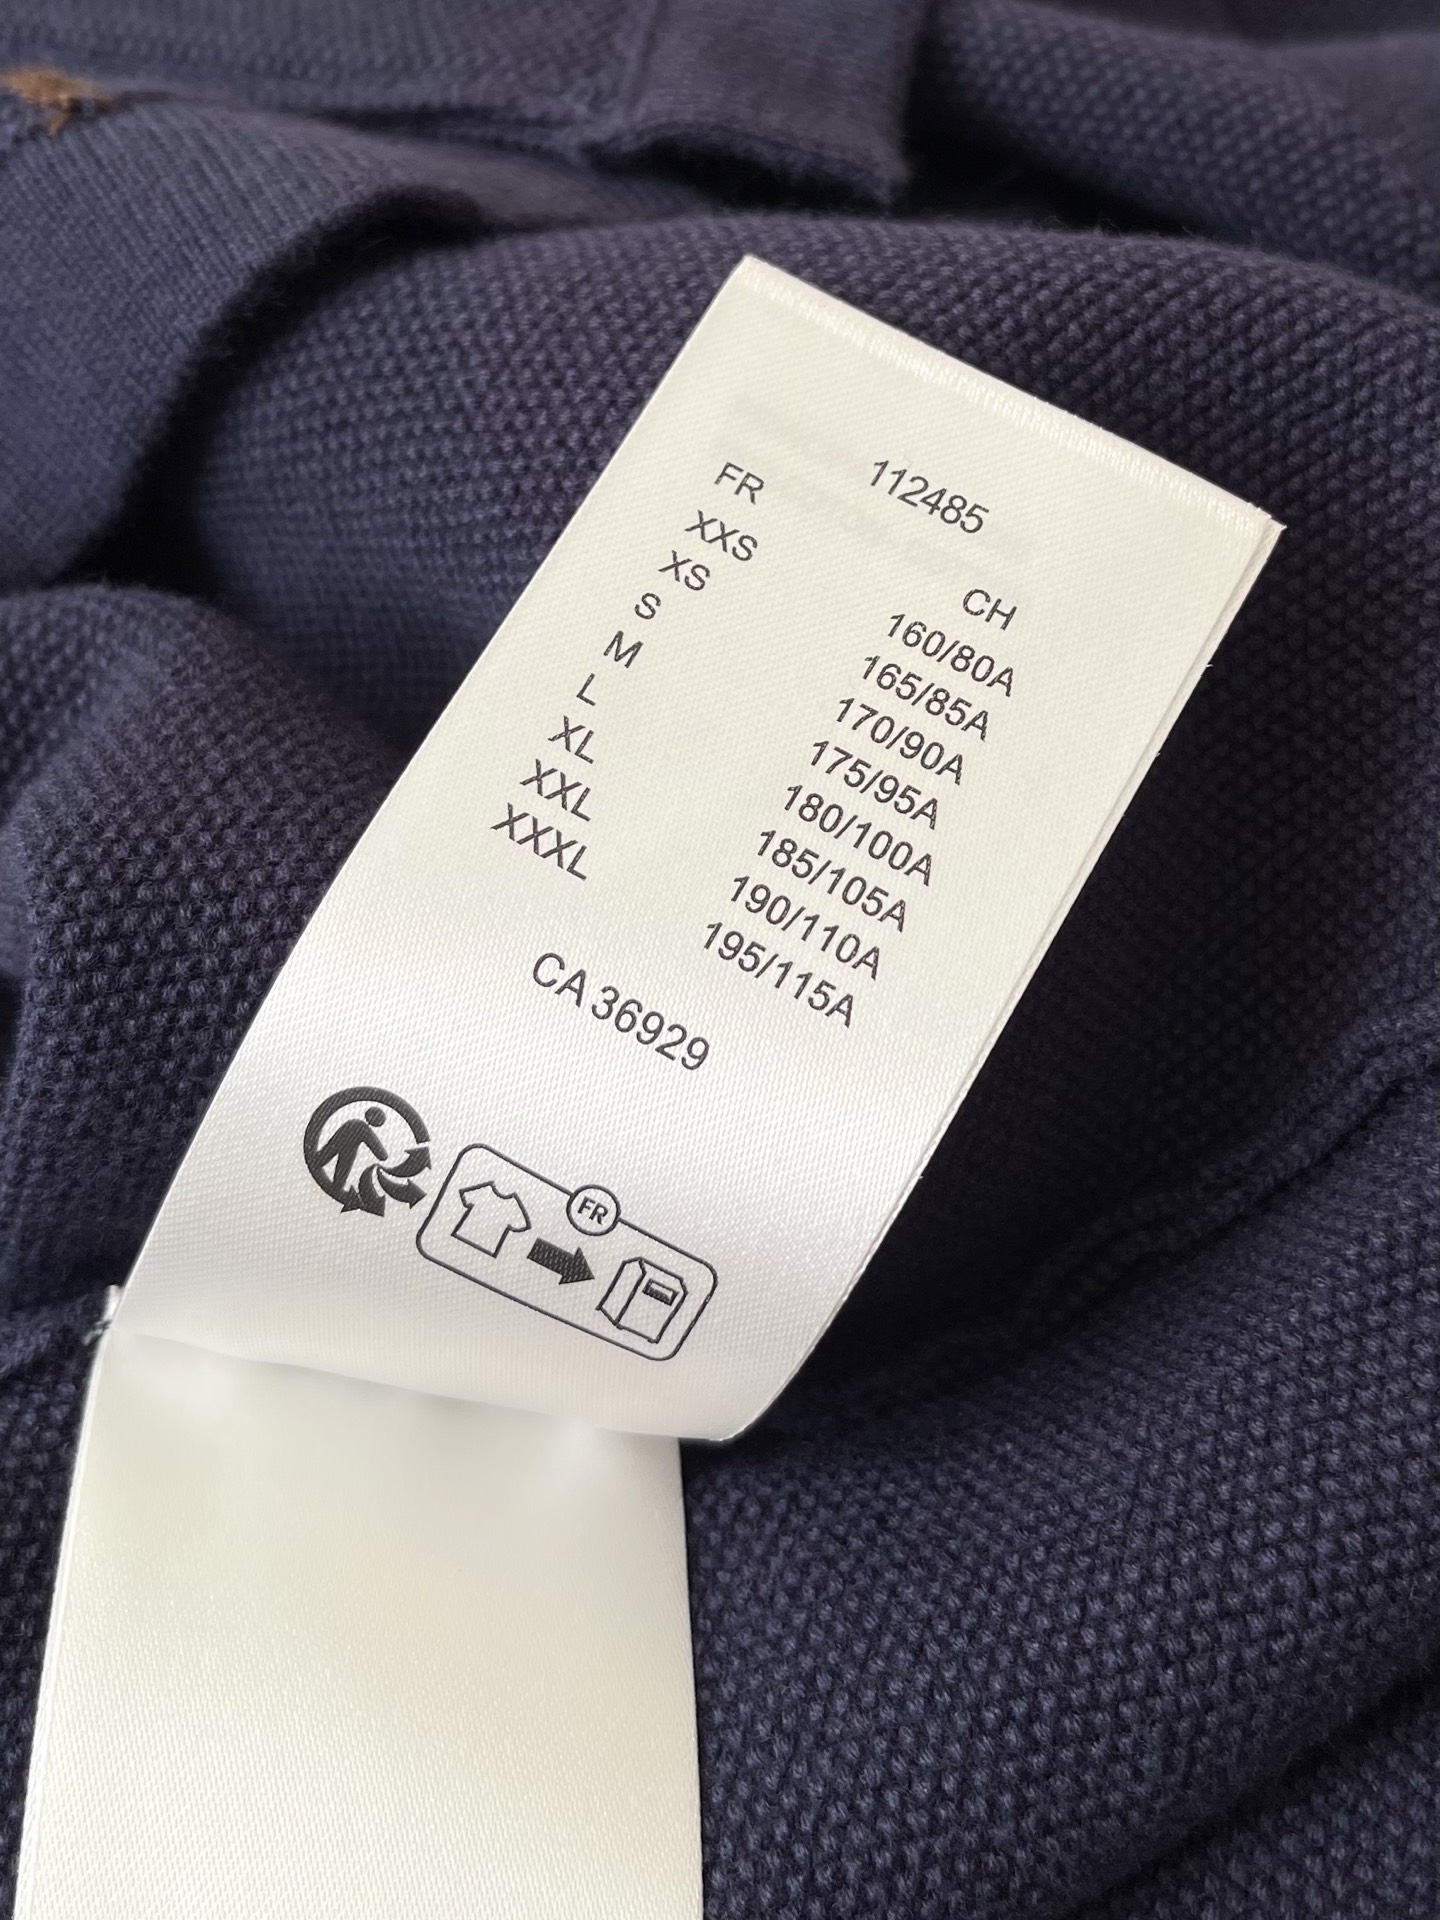 112485
FR CH
XXS 160/80A
XS 165/85A
S 170/90A
M 175/95A
L 180/100A
XL 185/105A
XXL 190/110A
XXXL 195/115A
CA 36929
FR